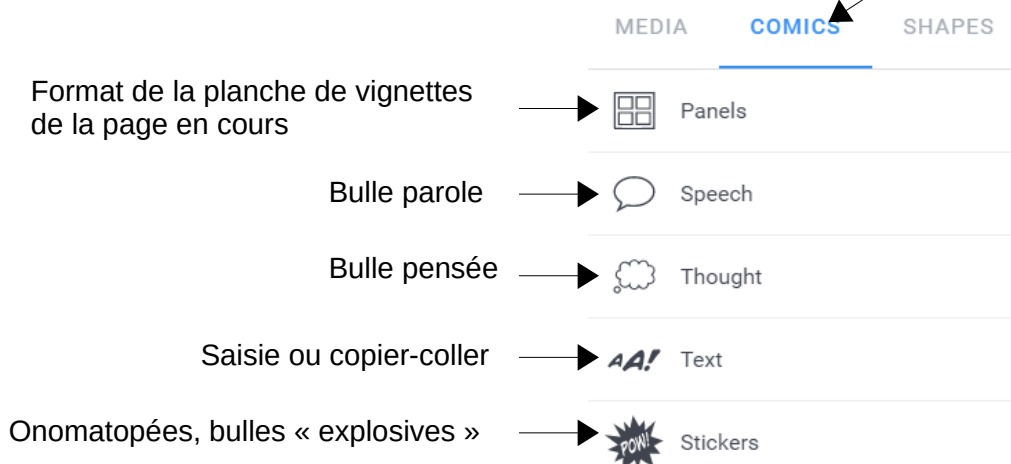 MEDIA COMICS SHAPES
Format de la planche de vignettes
de la page en cours
Panels
Bulle parole
Speech
Bulle pensée
Thought
Saisie ou copier-coller
AA! Text
Onomatopées, bulles « explosives »
POW! Stickers